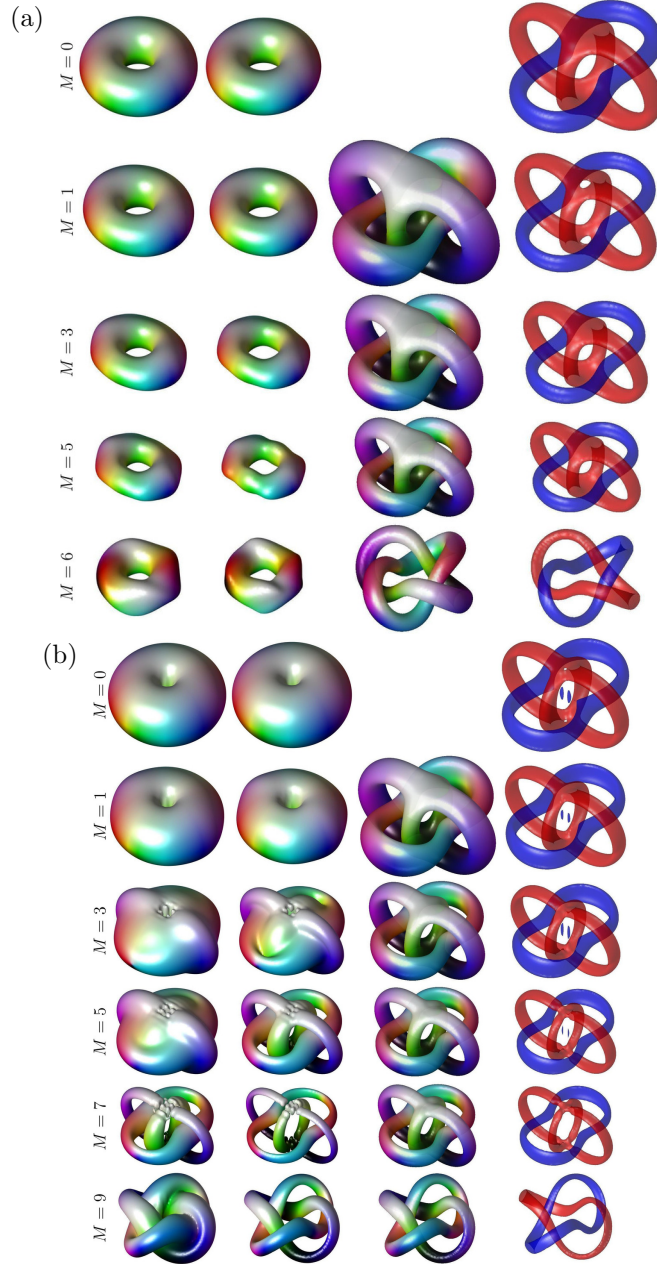 (a)
M = 0
M = 1
M = 3
M = 5
M = 6
(b)
M = 0
M = 1
M = 3
M = 5
M = 7
M = 9